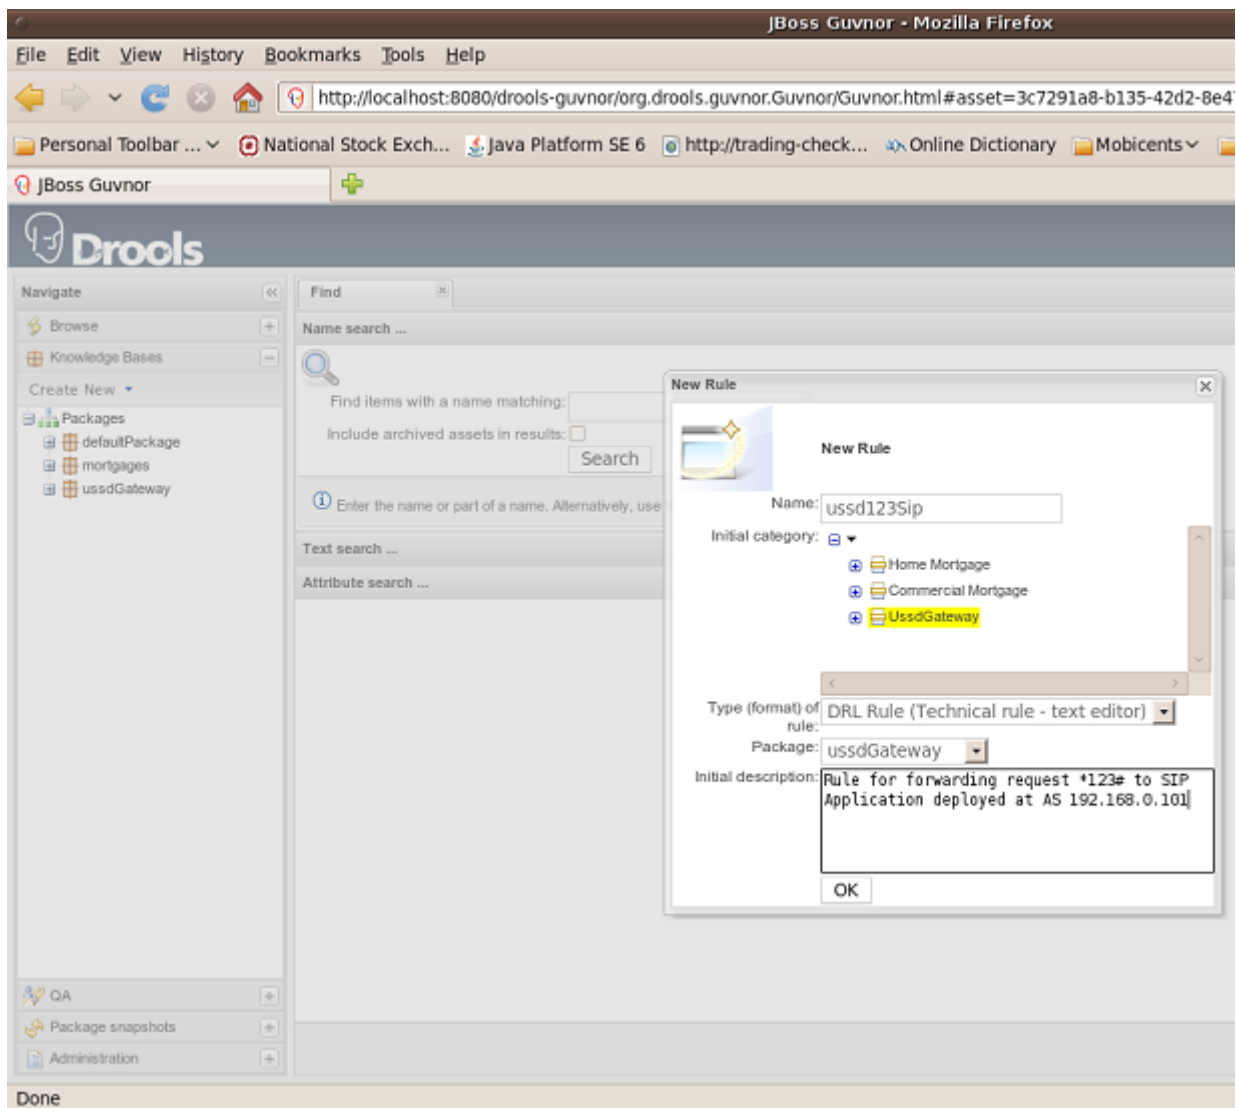 JBoss Guvnor - Mozilla Firefox
File Edit View History Bookmarks Tools Help
http://localhost:8080/drools-guvnor/org.drools.guvnor.Guvnor/Guvnor.html#asset=3c7291a8-b135-42d2-8e4
Personal Toolbar ... National Stock Exch... Java Platform SE 6 http://trading-check... Online Dictionary Mobicents
JBoss Guvnor
Drools
Navigate
Find
Browse
Name search ...
Knowledge Bases
Create New
Packages
defaultPackage
mortgages
ussdGateway
Find items with a name matching:
Include archived assets in results:
Search
Enter the name or part of a name. Alternatively, use
Text search ...
Attribute search ...
New Rule
New Rule
Name: ussd123Sip
Initial category:
Home Mortgage
Commercial Mortgage
UssdGateway
Type (format) of rule: DRL Rule (Technical rule - text editor)
Package: ussdGateway
Initial description: Rule for forwarding request *123# to SIP
Application deployed at AS 192.168.0.101
OK
QA
Package snapshots
Administration
Done